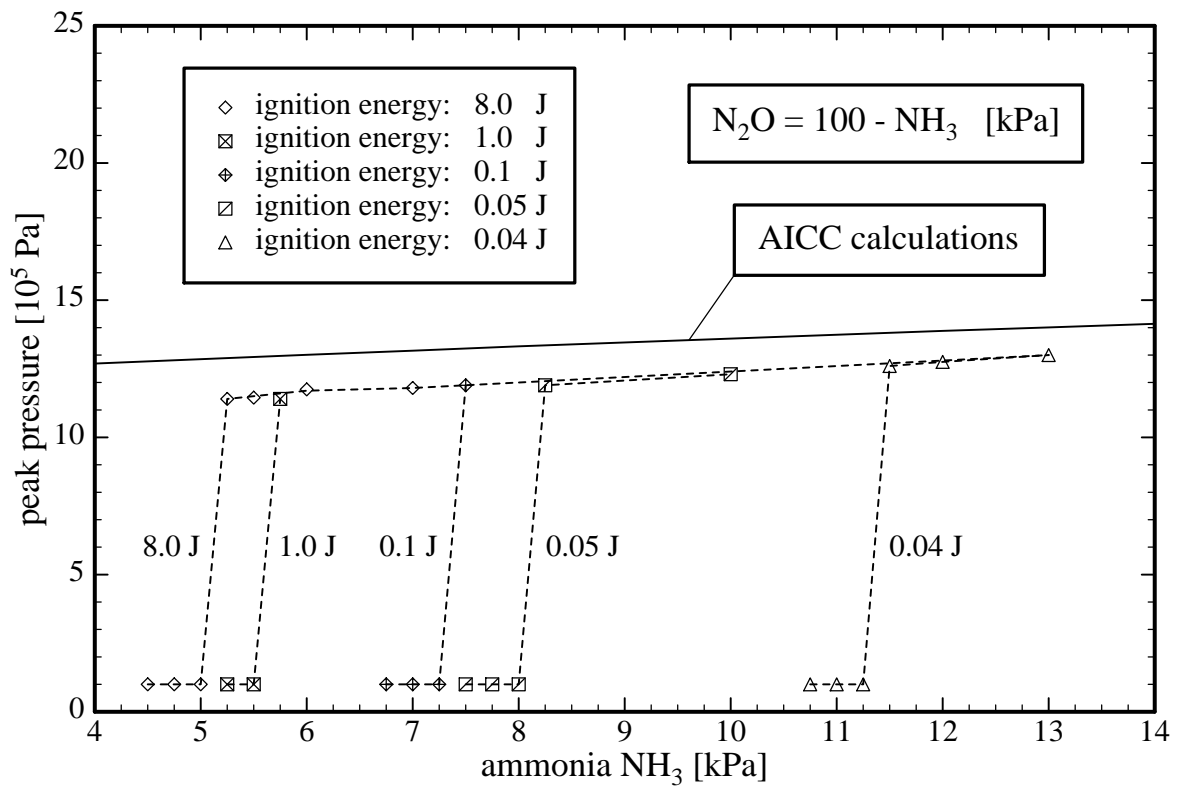 25
20
15
10
5
0
peak pressure [10⁵ Pa]
ignition energy: 8.0 J
ignition energy: 1.0 J
ignition energy: 0.1 J
ignition energy: 0.05 J
ignition energy: 0.04 J
N₂O = 100 - NH₃ [kPa]
AICC calculations
8.0 J 1.0 J 0.1 J 0.05 J 0.04 J
4 5 6 7 8 9 10 11 12 13 14
ammonia NH₃ [kPa]